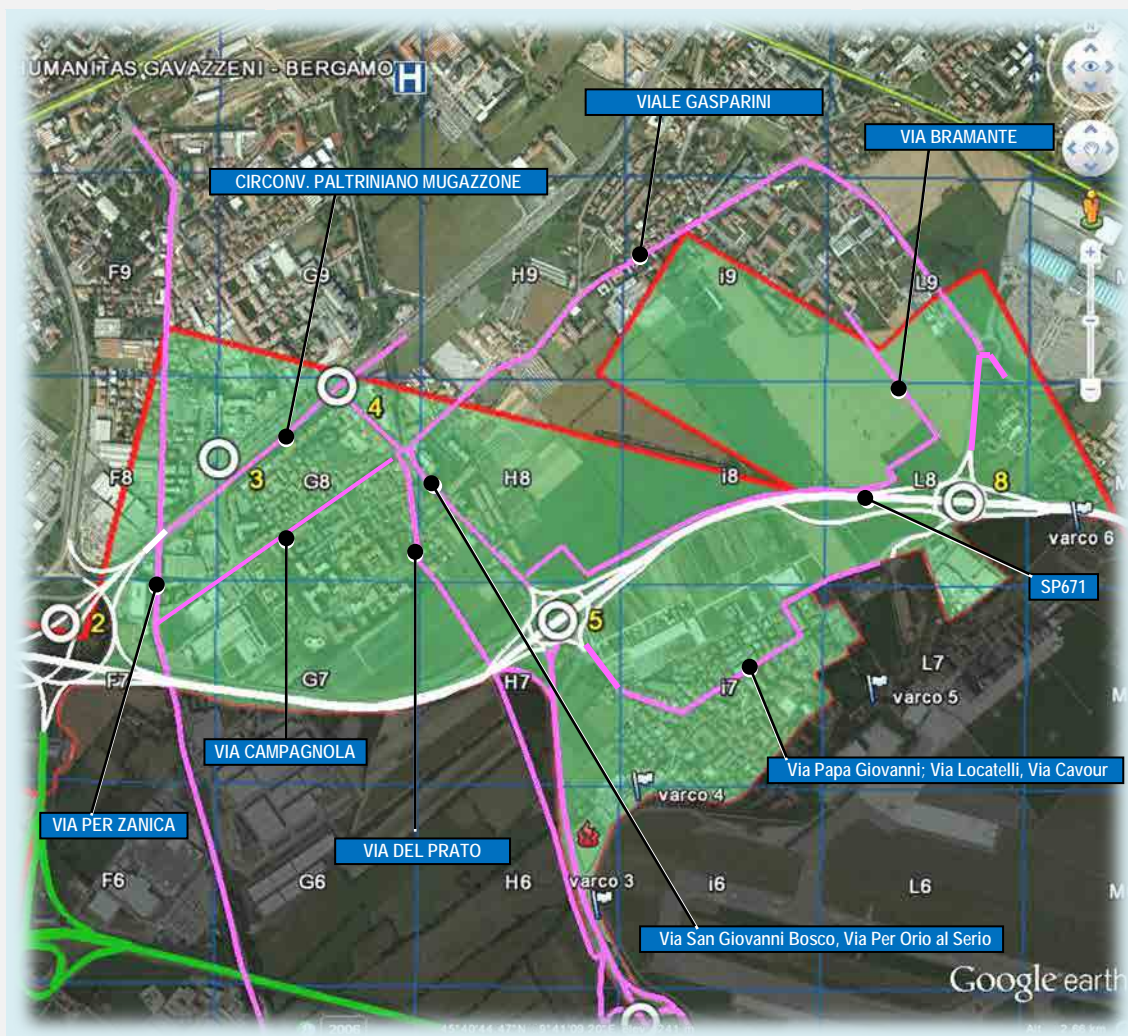 HUMANITAS GAVAZZENI - BERGAMO
H
VIALE GASPARINI
VIA BRAMANTE
CIRCONV. PALTRINIANO MUGAZZONE
F9
G9
H9
i9
L9
4
3
F8
G8
H8
i8
L8
8
varco 6
SP671
2
5
F7
G7
H7
i7
L7
varco 5
VIA CAMPAGNOLA
Via Papa Giovanni; Via Locatelli, Via Cavour
varco 4
VIA PER ZANICA
VIA DEL PRATO
F6
G6
H6
varco 3
i6
L6
Via San Giovanni Bosco, Via Per Orio al Serio
Google earth
2006